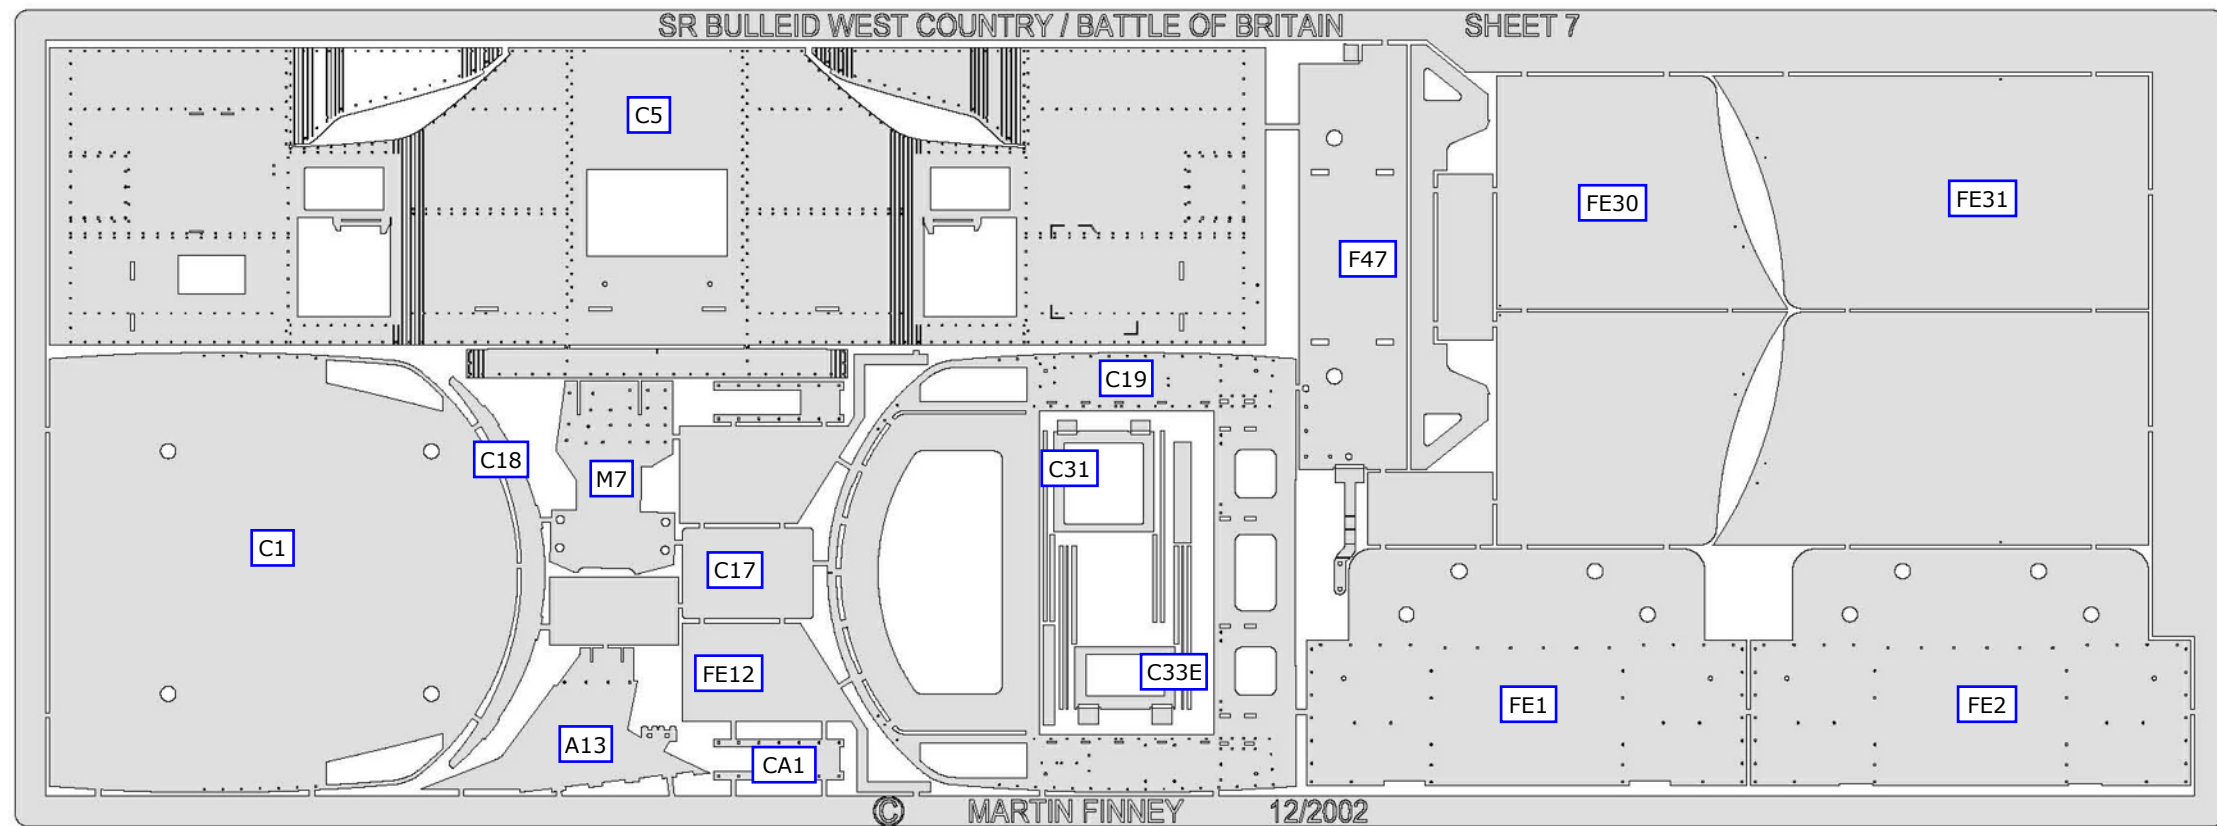 SR BULLEID WEST COUNTRY / BATTLE OF BRITAIN SHEET 7
C5
FE30
FE31
F47
C19
C18
C31
M7
C1
C17
FE12
C33E
FE1
FE2
A13
CA1
© MARTIN FINNEY 12/2002